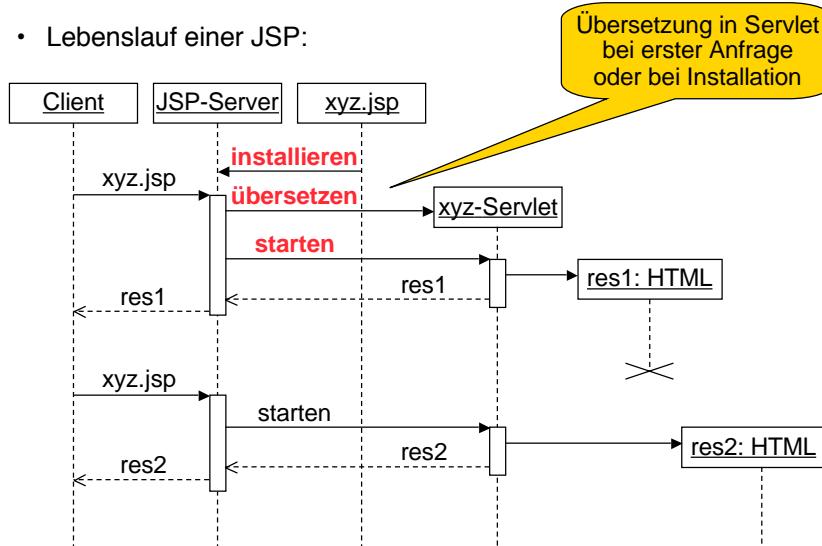 • Lebenslauf einer JSP:
Übersetzung in Servlet
bei erster Anfrage
oder bei Installation
Client
JSP-Server
xyz.jsp
installieren
xyz.jsp
übersetzen
xyz-Servlet
starten
res1: HTML
res1
res1
xyz.jsp
starten
res2: HTML
res2
res2